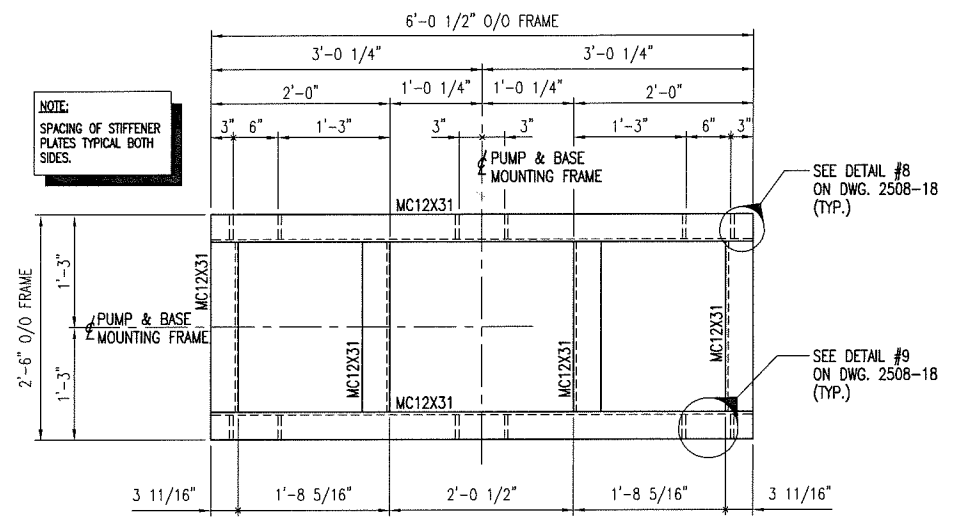 6'-0 1/2" O/O FRAME
3'-0 1/4" 3'-0 1/4"
2'-0" 1'-0 1/4" 1'-0 1/4" 2'-0"
3" 6" 1'-3" 3" 3" 1'-3" 6" 3"
NOTE:
SPACING OF STIFFENER
PLATES TYPICAL BOTH
SIDES.
℄ PUMP & BASE
MOUNTING FRAME
SEE DETAIL #8
ON DWG. 2508-18
(TYP.)
MC12X31
2'-6" O/O FRAME
1'-3"
1'-3"
℄ PUMP & BASE
MOUNTING FRAME
MC12X31
MC12X31
MC12X31
MC12X31
MC12X31
SEE DETAIL #9
ON DWG. 2508-18
(TYP.)
3 11/16" 1'-8 5/16" 2'-0 1/2" 1'-8 5/16" 3 11/16"